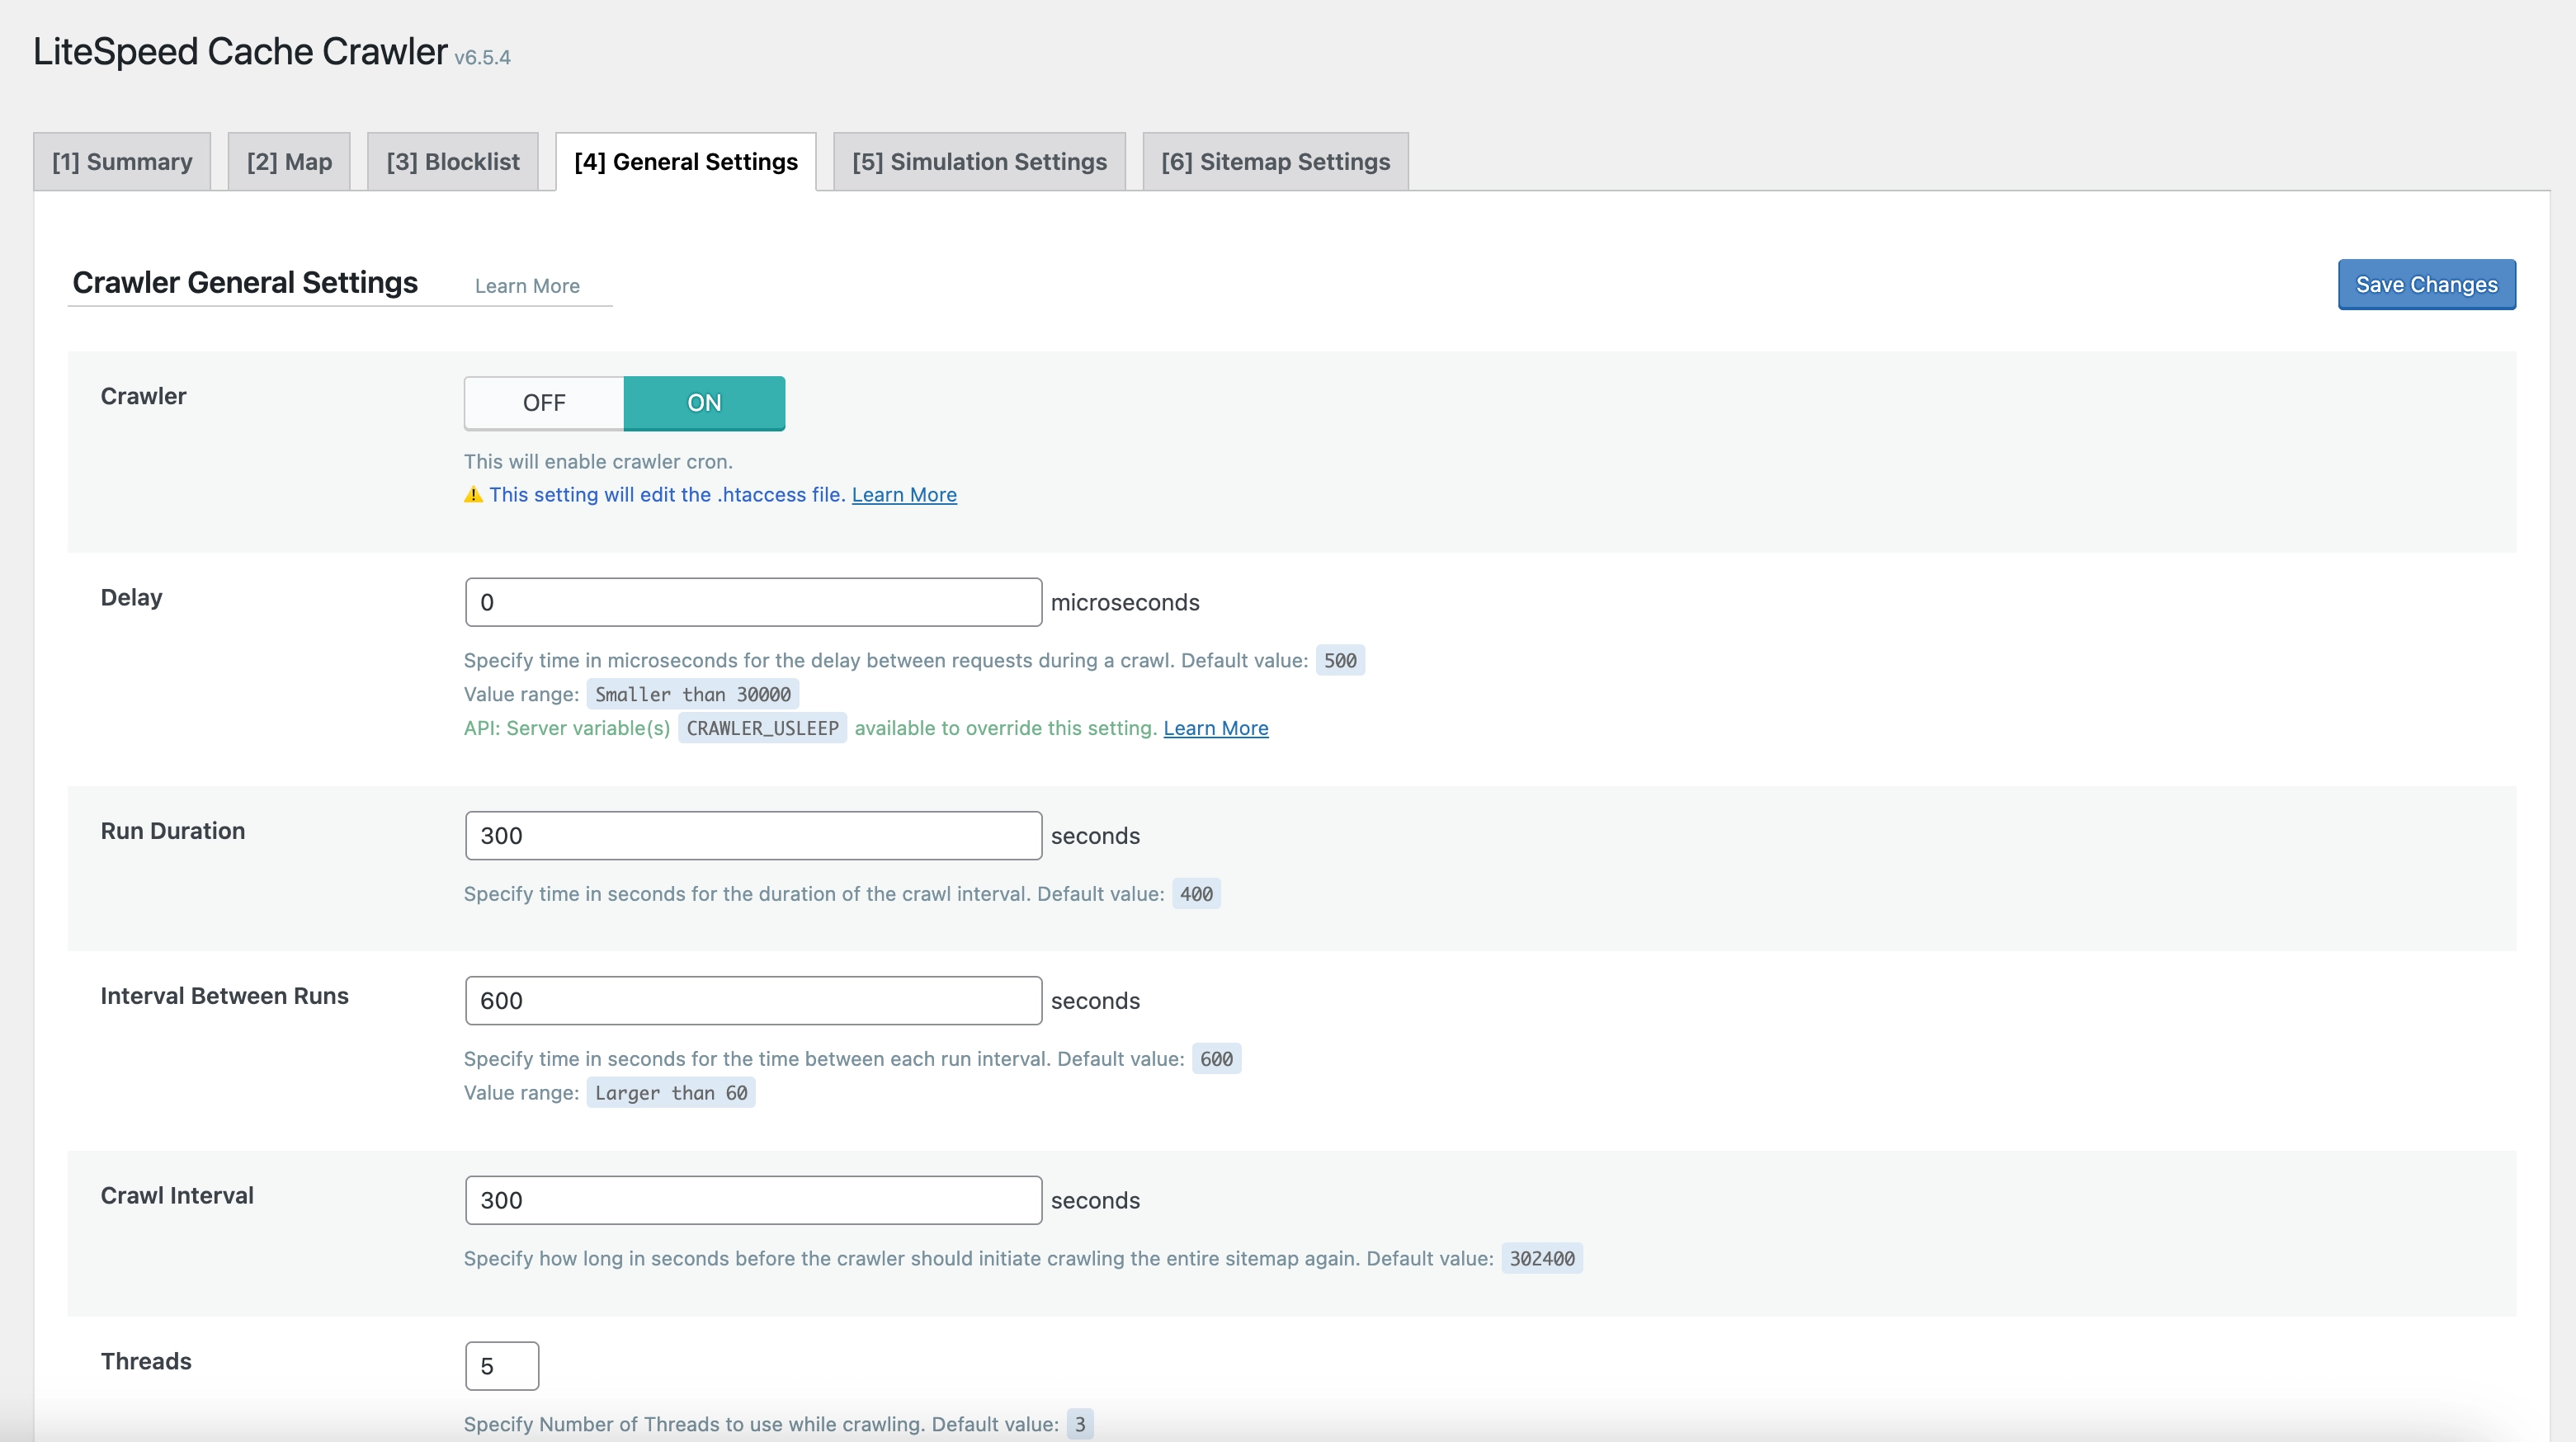 LiteSpeed Cache Crawler v6.5.4
[1] Summary [2] Map [3] Blocklist [4] General Settings [5] Simulation Settings [6] Sitemap Settings
Crawler General Settings Learn More Save Changes
Crawler OFF ON
This will enable crawler cron.
⚠️ This setting will edit the .htaccess file. Learn More
Delay 0 microseconds
Specify time in microseconds for the delay between requests during a crawl. Default value: 500
Value range: Smaller than 30000
API: Server variable(s) CRAWLER_USLEEP available to override this setting. Learn More
Run Duration 300 seconds
Specify time in seconds for the duration of the crawl interval. Default value: 400
Interval Between Runs 600 seconds
Specify time in seconds for the time between each run interval. Default value: 600
Value range: Larger than 60
Crawl Interval 300 seconds
Specify how long in seconds before the crawler should initiate crawling the entire sitemap again. Default value: 302400
Threads 5
Specify Number of Threads to use while crawling. Default value: 3